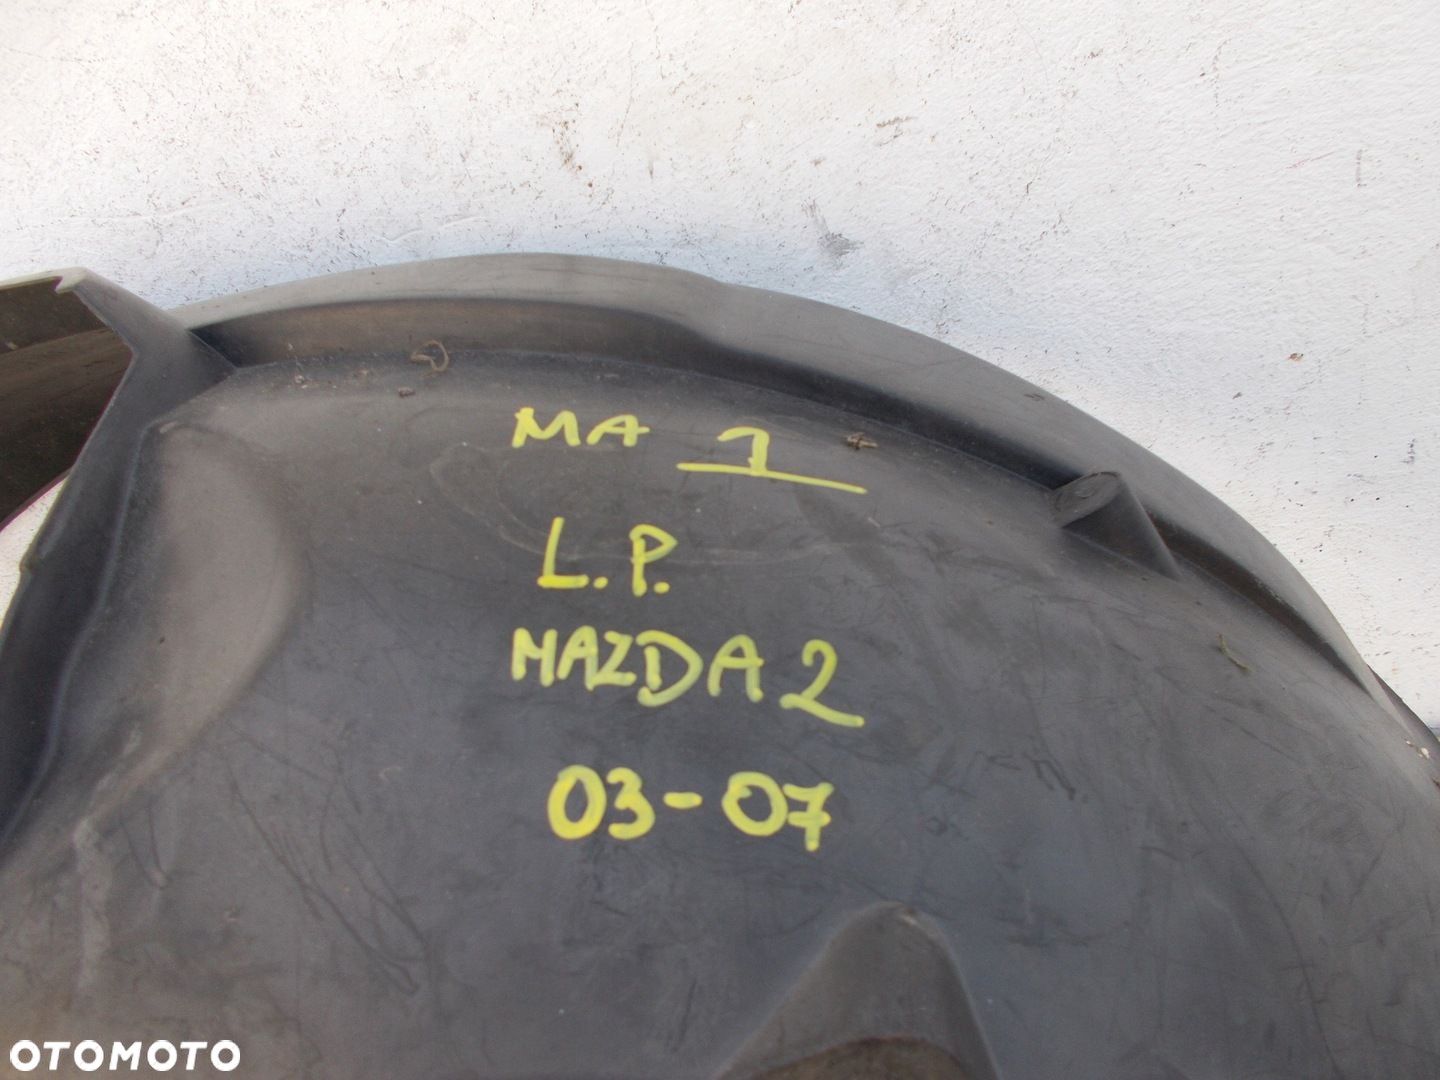 MA 1
L.P.
MAZDA 2
03-07
OTOMOTO